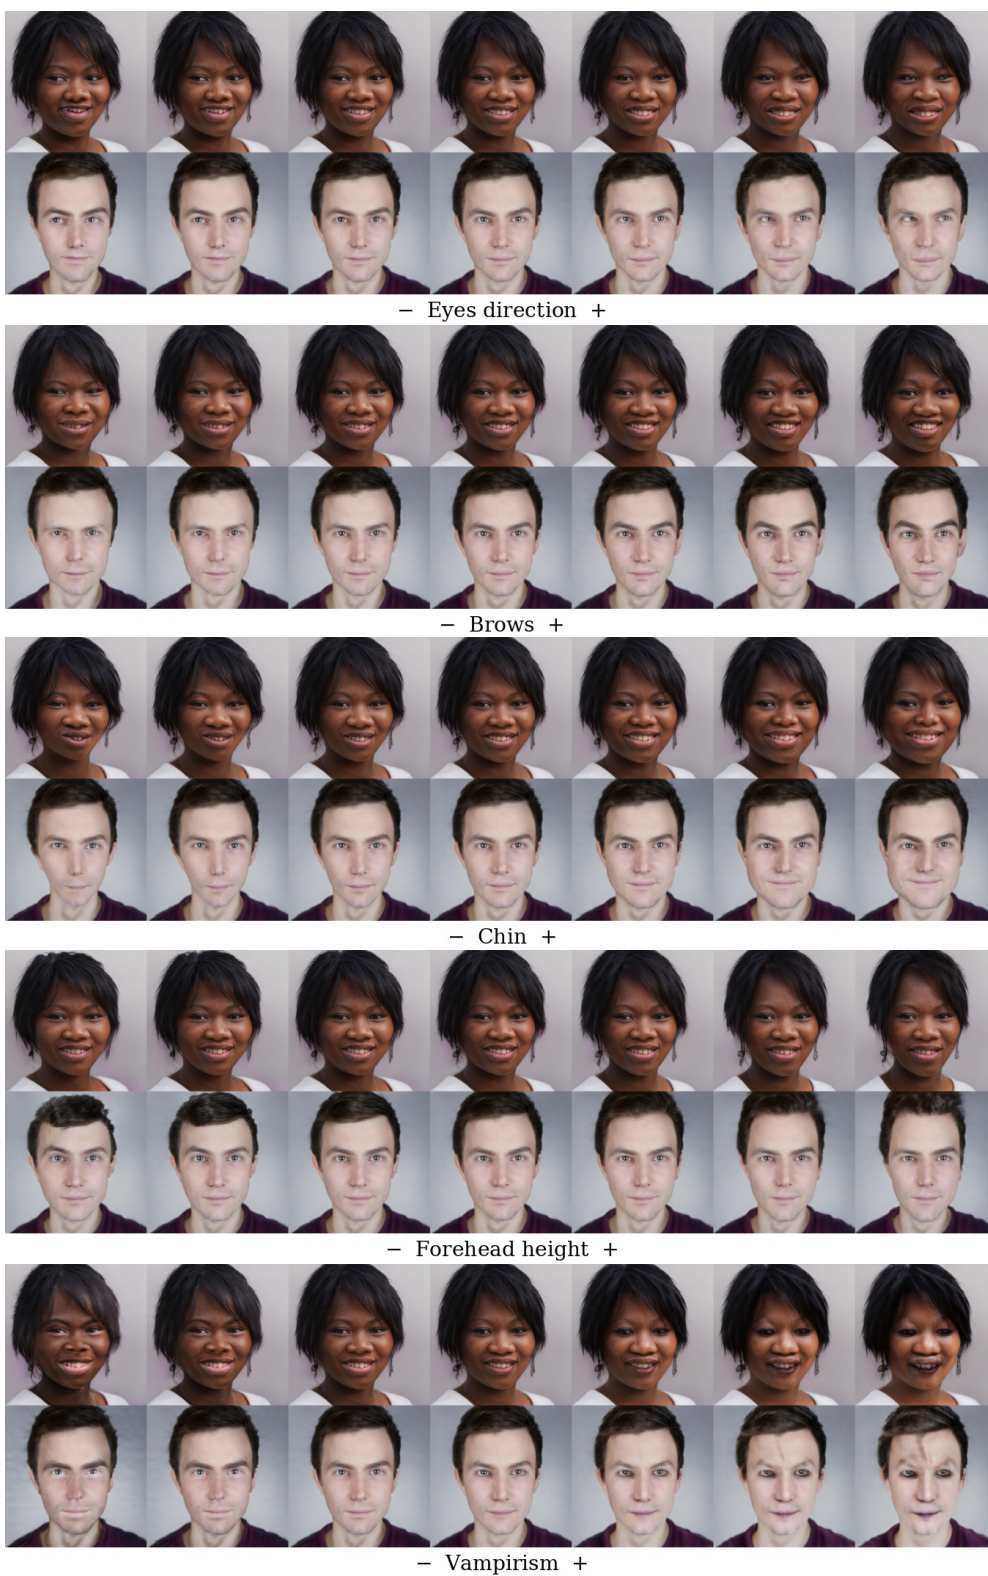 − Eyes direction +
− Brows +
− Chin +
− Forehead height +
− Vampirism +